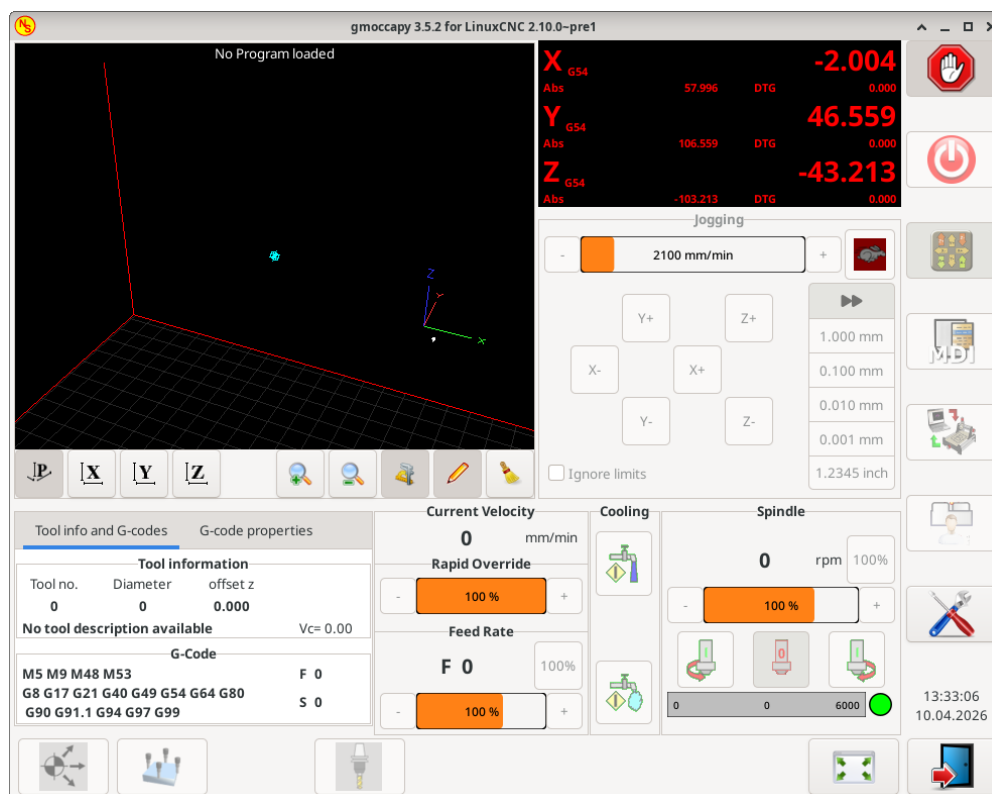 gmoccapy 3.5.2 for LinuxCNC 2.10.0~pre1
No Program loaded
X G54 -2.004
Abs 57.996 DTG 0.000
Y G54 46.559
Abs 106.559 DTG 0.000
Z G54 -43.213
Abs -103.213 DTG 0.000
Jogging
- 2100 mm/min +
Y+ Z+
X- X+
Y- Z-
1.000 mm
0.100 mm
0.010 mm
0.001 mm
1.2345 inch
Ignore limits
MDI
Z
Y
X
P X Y Z
Tool info and G-codes G-code properties
Tool information
Tool no. Diameter offset z
0 0 0.000
No tool description available Vc= 0.00
G-Code
M5 M9 M48 M53 F 0
G8 G17 G21 G40 G49 G54 G64 G80
S 0
G90 G91.1 G94 G97 G99
Current Velocity
0 mm/min
Rapid Override
- 100 % +
Feed Rate
F 0 100%
- 100 % +
Cooling
Spindle
0 rpm 100%
- 100 % +
1 0 1
0 0 6000
13:33:06
10.04.2026